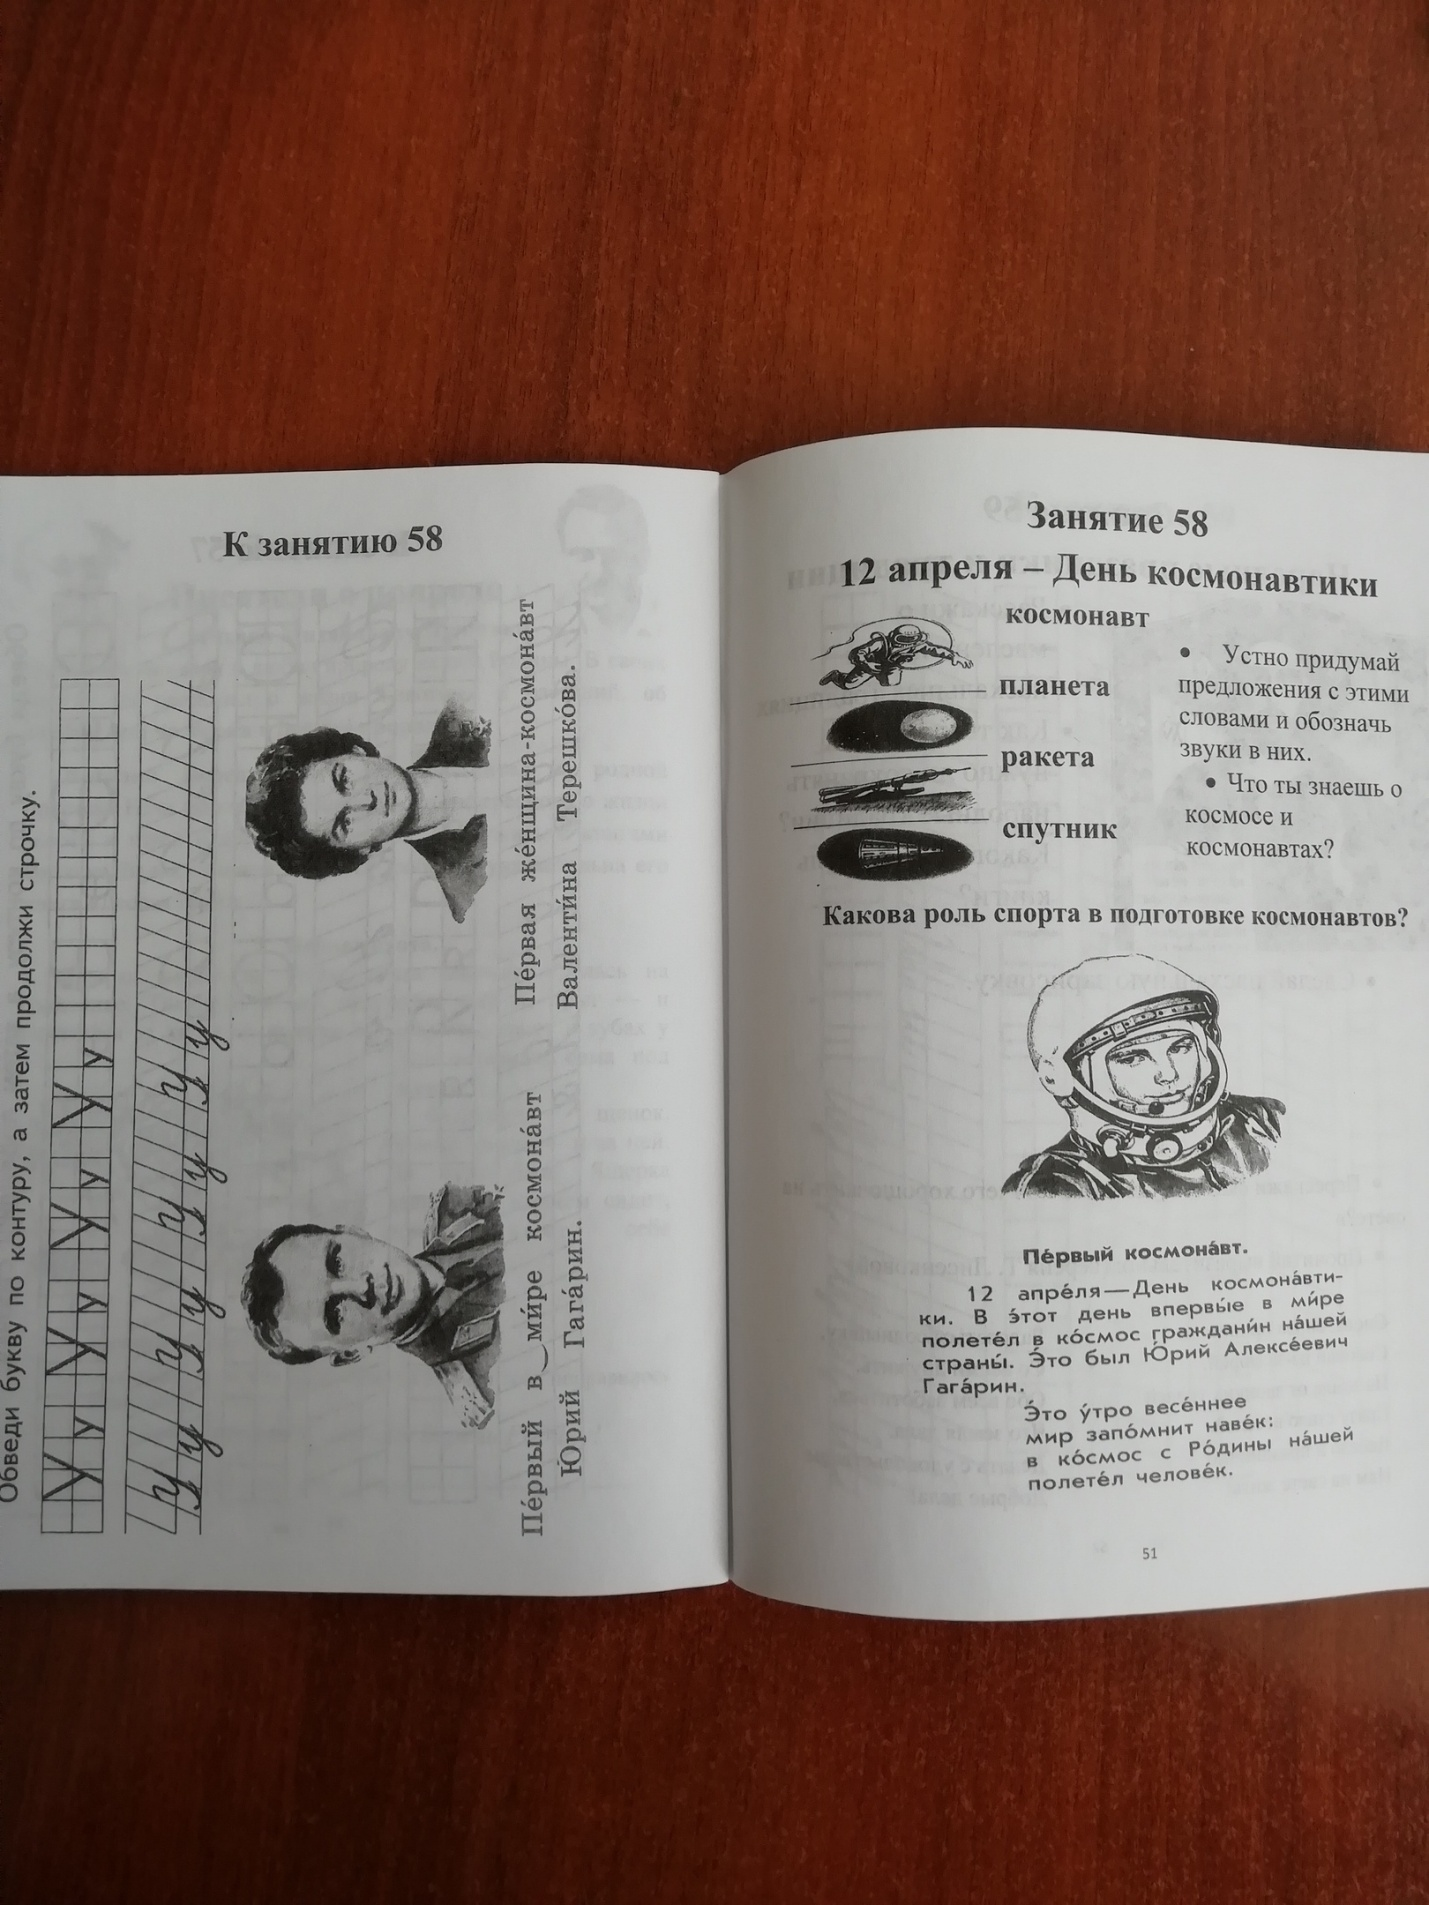 К занятию 58
Обведи букву по контуру, а затем продолжи строчку.
У у У у У у У у
У у У у У у У у
Пе́рвый в мире космона́вт
Ю́рий Гага́рин.
Пе́рвая же́нщина-космона́вт
Валенти́на Терешко́ва.
Занятие 58
12 апреля – День космонавтики
космонавт
планета
ракета
спутник
• Устно придумай
предложения с этими
словами и обозначь
звуки в них.
• Что ты знаешь о
космосе и
космонавтах?
Какова роль спорта в подготовке космонавтов?
Пе́рвый космона́вт.
12 апре́ля — День космона́вти-
ки. В э́тот день впервы́е в ми́ре
полете́л в ко́смос граждани́н на́шей
страны́. Э́то был Ю́рий Алексе́евич
Гага́рин.
Э́то у́тро весе́ннее
мир запо́мнит наве́к:
в ко́смос с Ро́дины на́шей
полете́л челове́к.
51